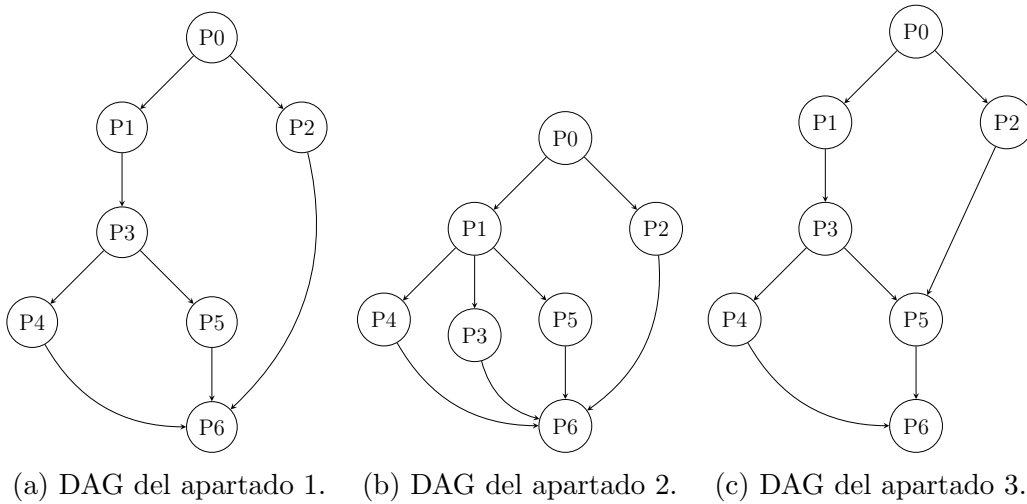 P0
P1
P2
P3
P4
P5
P6
(a) DAG del apartado 1.
P0
P1
P2
P4
P3
P5
P6
(b) DAG del apartado 2.
P0
P1
P2
P3
P4
P5
P6
(c) DAG del apartado 3.